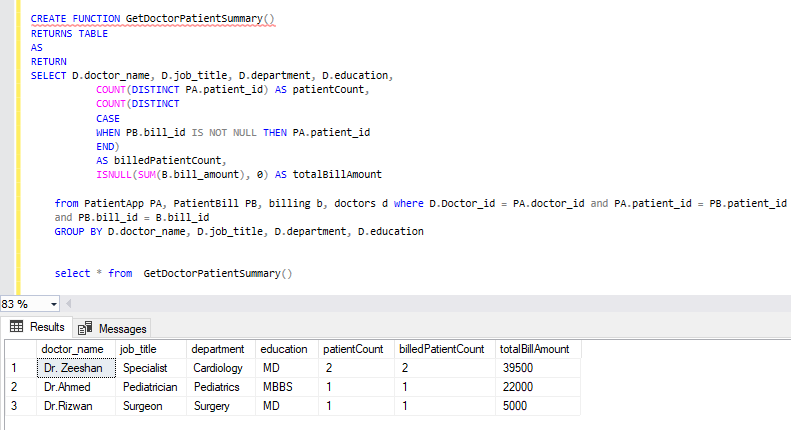 CREATE FUNCTION GetDoctorPatientSummary()
RETURNS TABLE
AS
RETURN
SELECT D.doctor_name, D.job_title, D.department, D.education,
COUNT(DISTINCT PA.patient_id) AS patientCount,
COUNT(DISTINCT
CASE
WHEN PB.bill_id IS NOT NULL THEN PA.patient_id
END)
AS billedPatientCount,
ISNULL(SUM(B.bill_amount), 0) AS totalBillAmount
from PatientApp PA, PatientBill PB, billing b, doctors d where D.Doctor_id = PA.doctor_id and PA.patient_id = PB.patient_id
and PB.bill_id = B.bill_id
GROUP BY D.doctor_name, D.job_title, D.department, D.education
select * from  GetDoctorPatientSummary()
83 %
Results Messages
doctor_name job_title department education patientCount billedPatientCount totalBillAmount
1 Dr. Zeeshan Specialist Cardiology MD 2 2 39500
2 Dr.Ahmed Pediatrician Pediatrics MBBS 1 1 22000
3 Dr.Rizwan Surgeon Surgery MD 1 1 5000